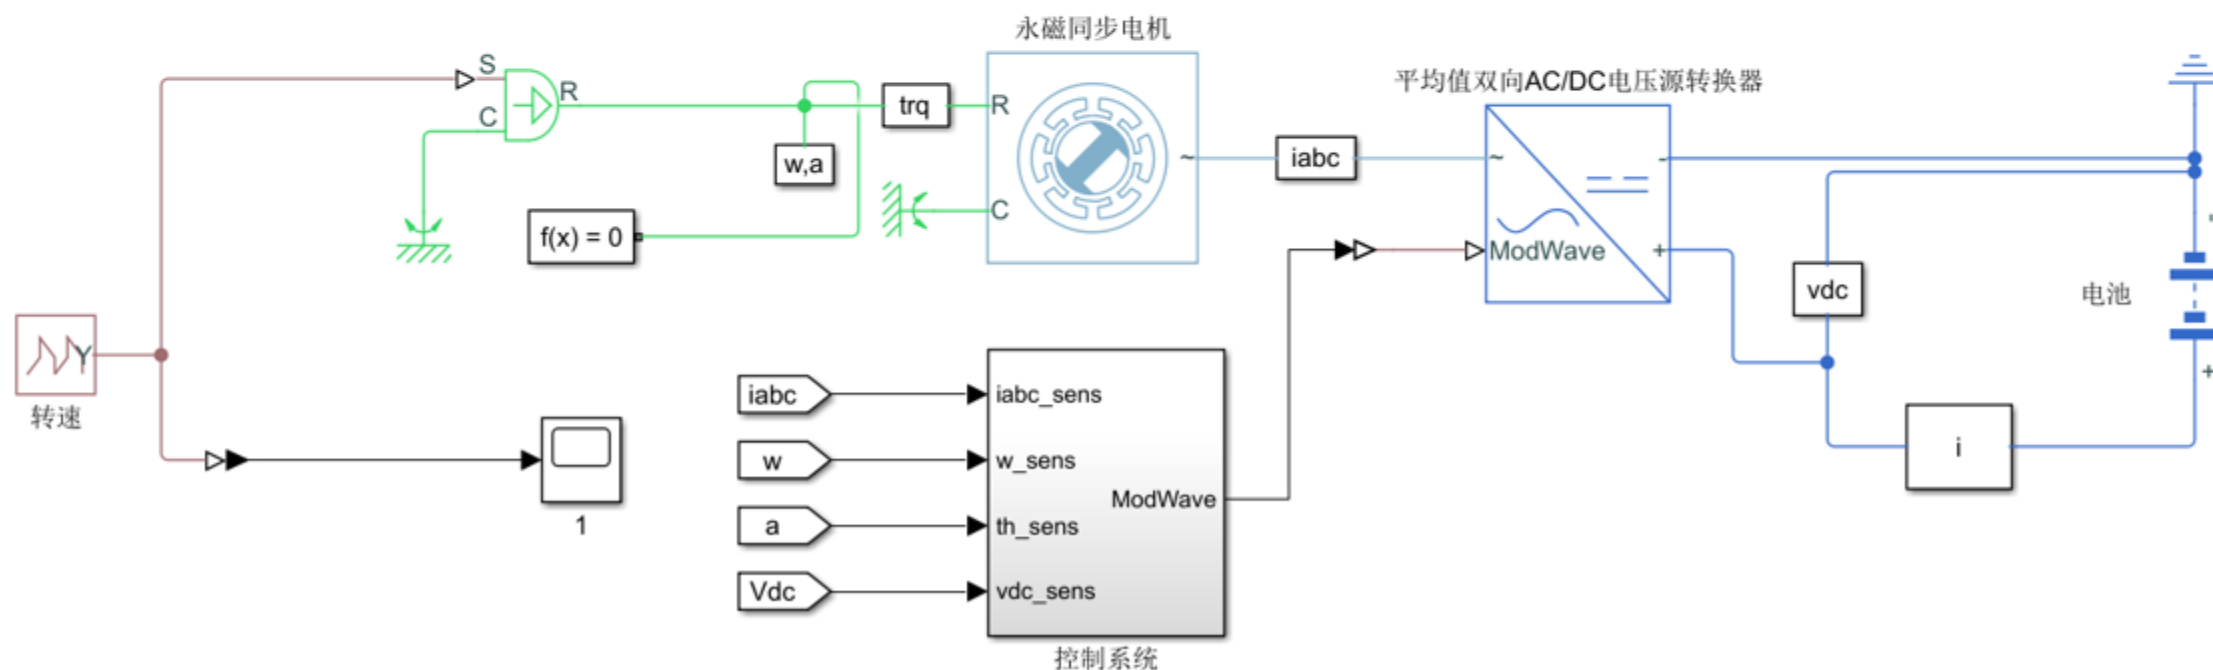 永磁同步电机
平均值双向AC/DC电压源转换器
S
R
C
trq
R
w,a
~
iabc
~
-
f(x) = 0
C
ModWave
+
-
vdc
电池
Y
转速
+
iabc
iabc_sens
w
w_sens
i
ModWave
1
a
th_sens
Vdc
vdc_sens
控制系统